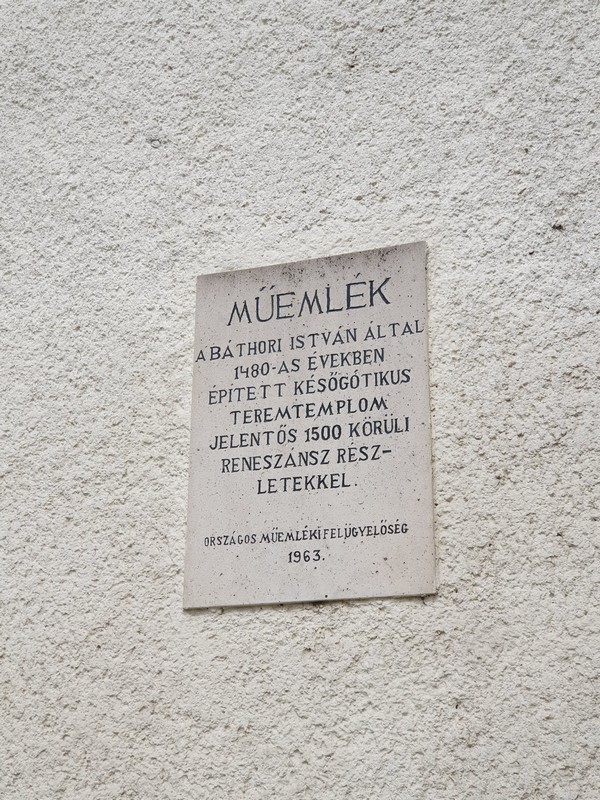 MŰEMLÉK
A BÁTHORI ISTVÁN ÁLTAL
1480-AS ÉVEKBEN
ÉPÍTETT KÉSŐGÓTIKUS
TEREMTEMPLOM
JELENTŐS 1500 KÖRÜLI
RENESZÁNSZ RÉSZ-
LETEKKEL.
ORSZÁGOS MŰEMLÉKI FELÜGYELŐSÉG
1963.